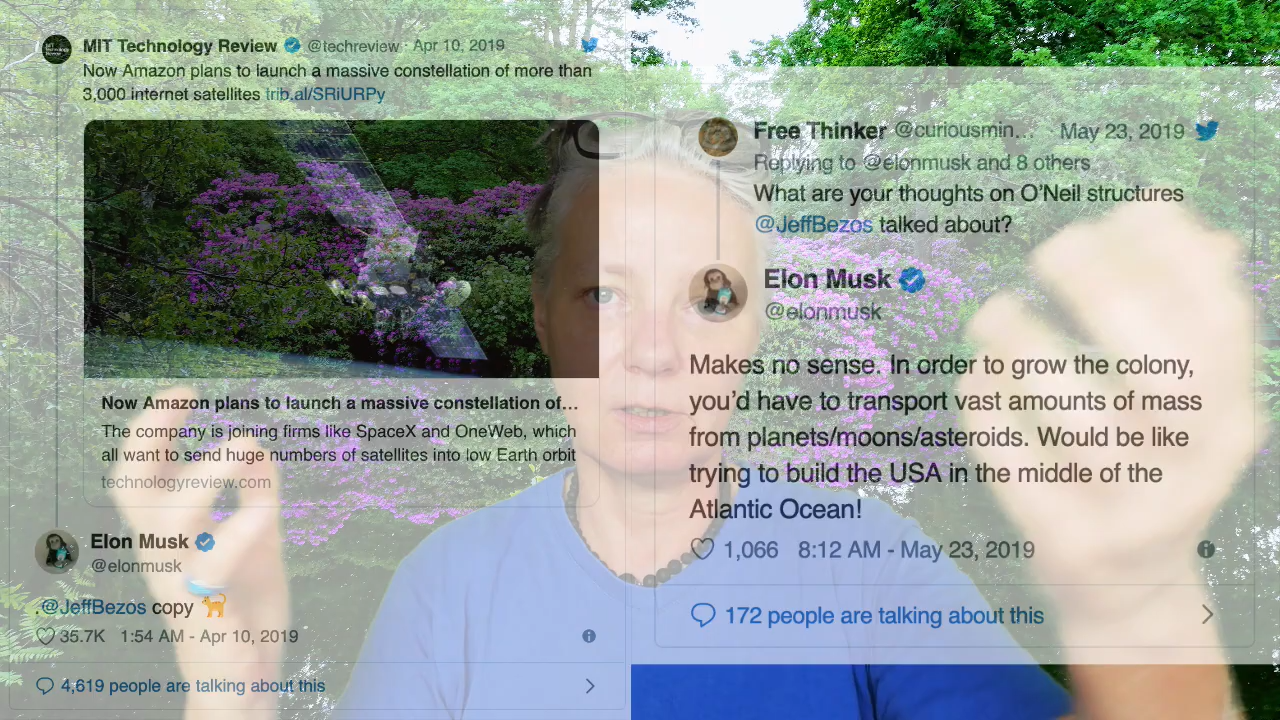 MIT Technology Review @techreview · Apr 10, 2019
Now Amazon plans to launch a massive constellation of more than
3,000 internet satellites trib.al/SRiURPy
Now Amazon plans to launch a massive constellation of...
The company is joining firms like SpaceX and OneWeb, which
all want to send huge numbers of satellites into low Earth orbit
technologyreview.com
Elon Musk
@elonmusk
.@JeffBezos copy 🐈
35.7K 1:54 AM - Apr 10, 2019
4,619 people are talking about this
Free Thinker @curiousmin... · May 23, 2019
Replying to @elonmusk and 8 others
What are your thoughts on O'Neil structures
@JeffBezos talked about?
Elon Musk
@elonmusk
Makes no sense. In order to grow the colony,
you'd have to transport vast amounts of mass
from planets/moons/asteroids. Would be like
trying to build the USA in the middle of the
Atlantic Ocean!
1,066 8:12 AM - May 23, 2019
172 people are talking about this